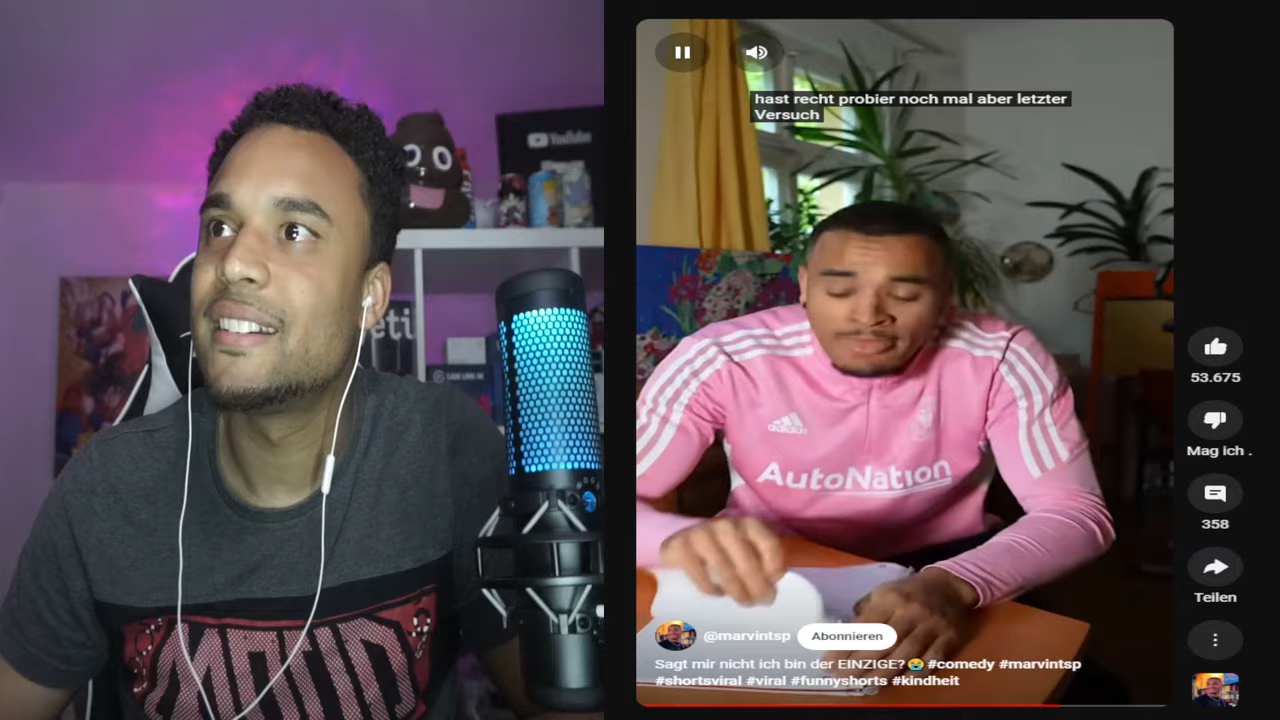 YouTube
hast recht probier noch mal aber letzter
Versuch
adidas
AutoNation
53.675
Mag ich .
358
Teilen
@marvintsp
Abonnieren
Sagt mir nicht ich bin der EINZIGE?😭 #comedy #marvintsp
#shortsviral #viral #funnyshorts #kindheit